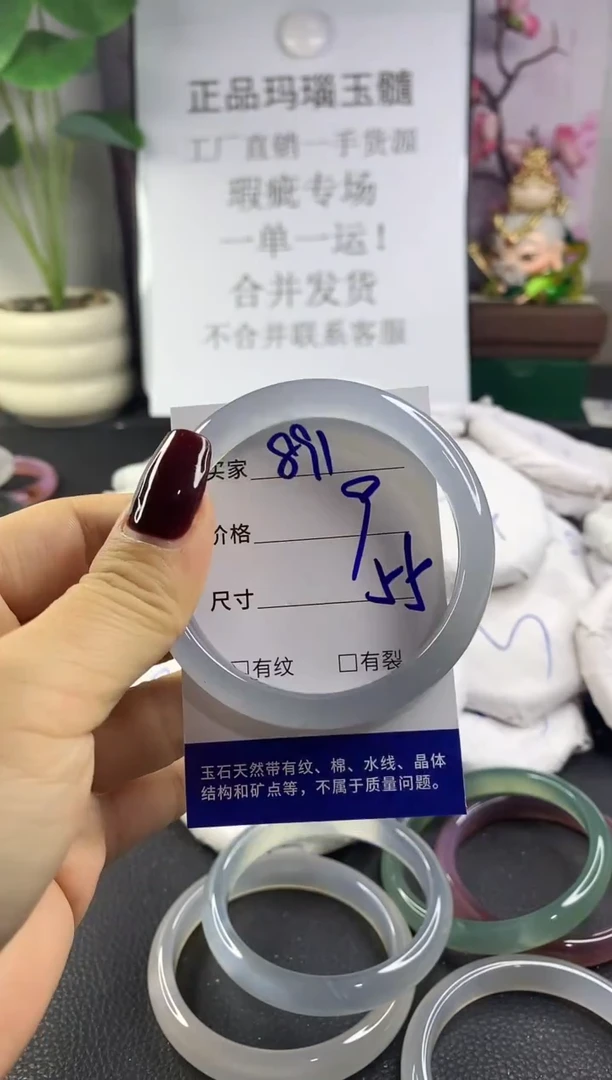 正品玛瑙玉髓
工厂直销一手货源
瑕疵专场
一单一运！
合并发货
不合并联系客服
买家 891
价格 9
尺寸 55
□有纹 □有裂
玉石天然带有纹、棉、水线、晶体
结构和矿点等，不属于质量问题。